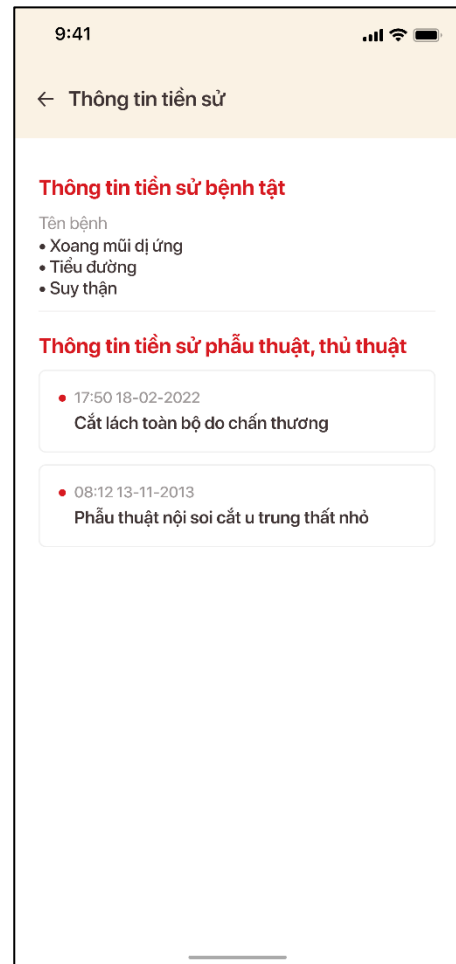 9:41
← Thông tin tiền sử
Thông tin tiền sử bệnh tật
Tên bệnh
• Xoang mũi dị ứng
• Tiểu đường
• Suy thận
Thông tin tiền sử phẫu thuật, thủ thuật
• 17:50 18-02-2022
Cắt lách toàn bộ do chấn thương
• 08:12 13-11-2013
Phẫu thuật nội soi cắt u trung thất nhỏ